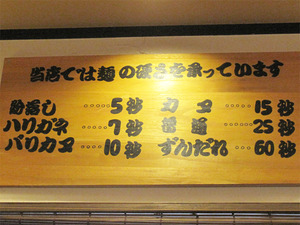 当店では麺の硬さを承っています
粉落し……5秒 カタ……15秒
ハリガネ……7秒 普通……25秒
バリカタ……10秒 ずんだれ…60秒